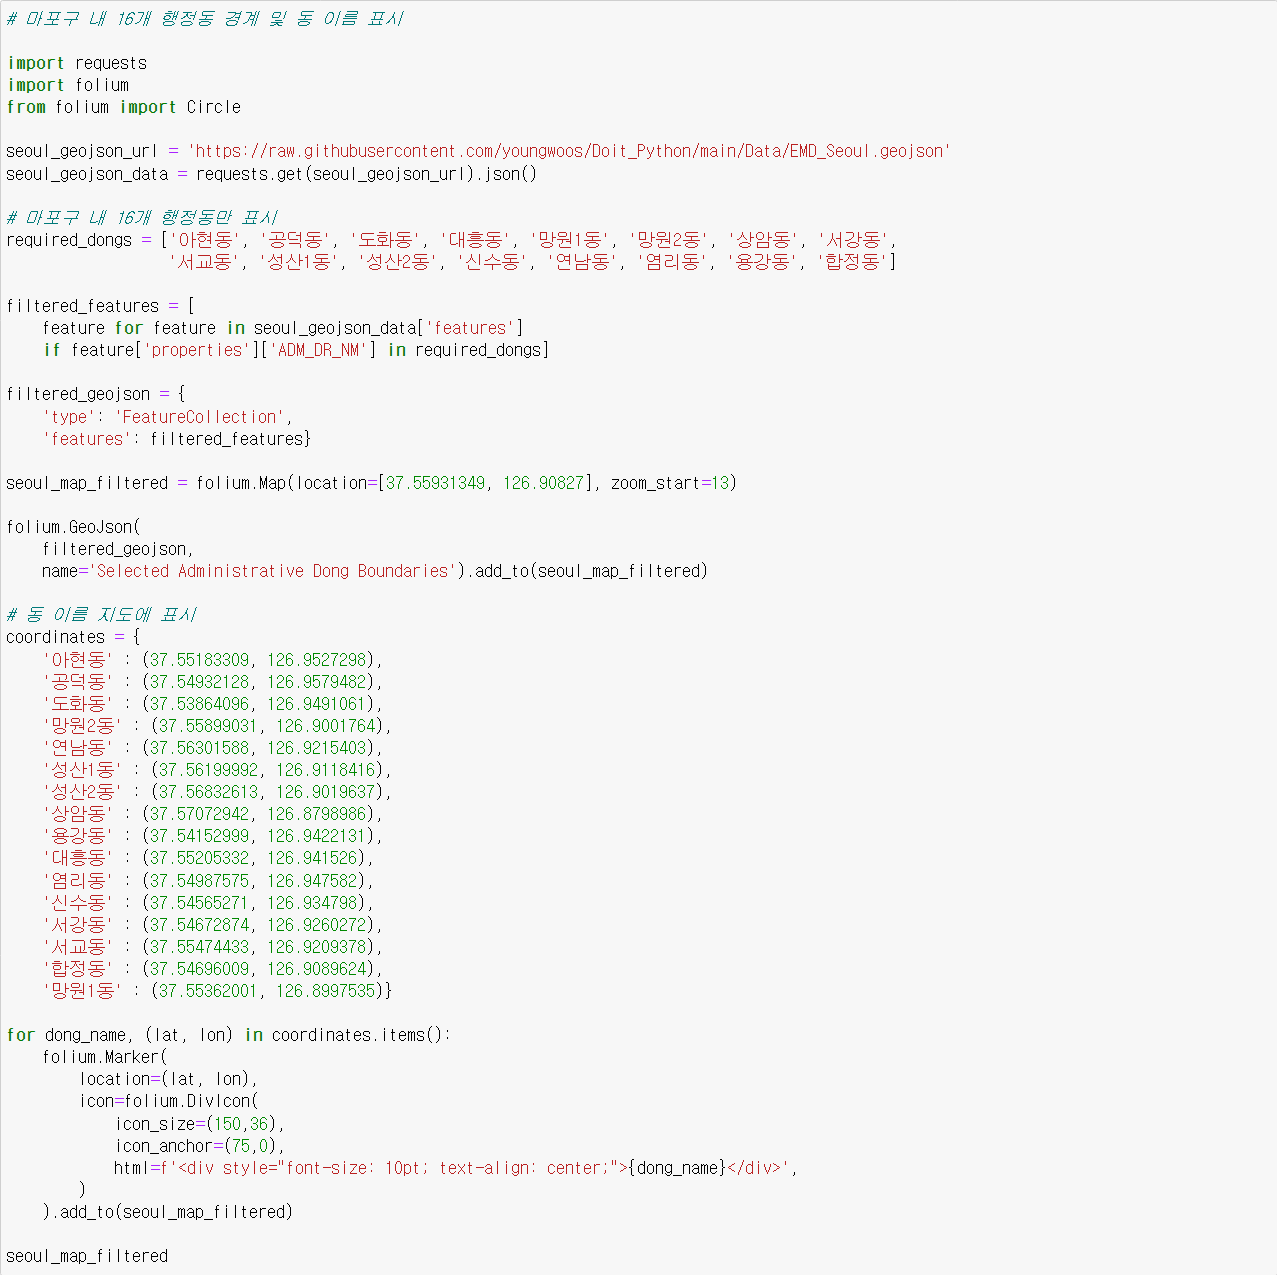 # 마포구 내 16개 행정동 경계 및 동 이름 표시
import requests
import folium
from folium import Circle
seoul_geojson_url = 'https://raw.githubusercontent.com/youngwoos/Doit_Python/main/Data/EMD_Seoul.geojson'
seoul_geojson_data = requests.get(seoul_geojson_url).json()
# 마포구 내 16개 행정동만 표시
required_dongs = ['아현동', '공덕동', '도화동', '대흥동', '망원1동', '망원2동', '상암동', '서강동',
'서교동', '성산1동', '성산2동', '신수동', '연남동', '염리동', '용강동', '합정동']
filtered_features = [
feature for feature in seoul_geojson_data['features']
if feature['properties']['ADM_DR_NM'] in required_dongs]
filtered_geojson = {
'type': 'FeatureCollection',
'features': filtered_features}
seoul_map_filtered = folium.Map(location=[37.55931349, 126.90827], zoom_start=13)
folium.GeoJson(
filtered_geojson,
name='Selected Administrative Dong Boundaries').add_to(seoul_map_filtered)
# 동 이름 지도에 표시
coordinates = {
'아현동' : (37.55183309, 126.9527298),
'공덕동' : (37.54932128, 126.9579482),
'도화동' : (37.53864096, 126.9491061),
'망원2동' : (37.55899031, 126.9001764),
'연남동' : (37.56301588, 126.9215403),
'성산1동' : (37.56199992, 126.9118416),
'성산2동' : (37.56832613, 126.9019637),
'상암동' : (37.57072942, 126.8798986),
'용강동' : (37.54152999, 126.9422131),
'대흥동' : (37.55205332, 126.941526),
'염리동' : (37.54987575, 126.947582),
'신수동' : (37.54565271, 126.934798),
'서강동' : (37.54672874, 126.9260272),
'서교동' : (37.55474433, 126.9209378),
'합정동' : (37.54696009, 126.9089624),
'망원1동' : (37.55362001, 126.8997535)}
for dong_name, (lat, lon) in coordinates.items():
folium.Marker(
location=(lat, lon),
icon=folium.DivIcon(
icon_size=(150,36),
icon_anchor=(75,0),
html=f'<div style="font-size: 10pt; text-align: center;">{dong_name}</div>',
)
).add_to(seoul_map_filtered)
seoul_map_filtered